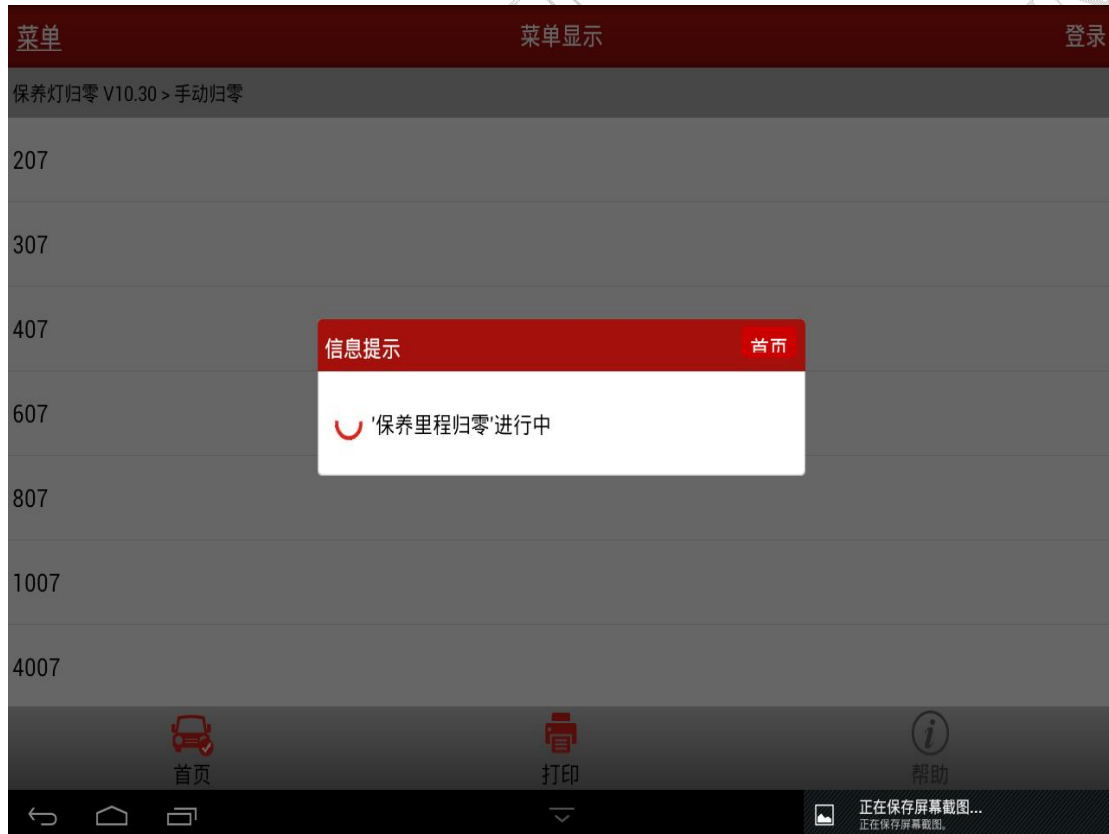 菜单
菜单显示
登录
保养灯归零 V10.30 > 手动归零
207
307
407
信息提示
首页
'保养里程归零'进行中
607
807
1007
4007
首页
打印
帮助
正在保存屏幕截图...
正在保存屏幕截图。